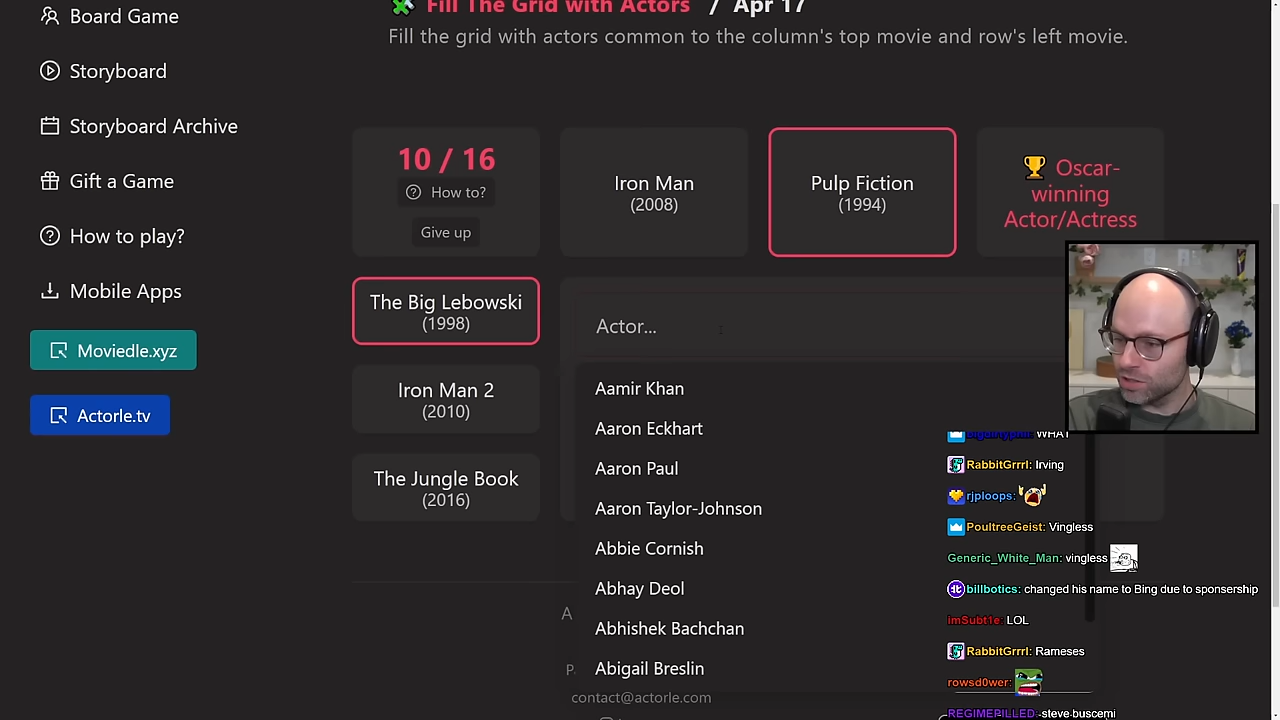 Board Game
Storyboard
Storyboard Archive
Gift a Game
How to play?
Mobile Apps
Moviedle.xyz
Actorle.tv
Fill The Grid with Actors / Apr 17
Fill the grid with actors common to the column's top movie and row's left movie.
10 / 16
How to?
Give up
Iron Man
(2008)
Pulp Fiction
(1994)
🏆 Oscar-
winning
Actor/Actress
The Big Lebowski
(1998)
Iron Man 2
(2010)
The Jungle Book
(2016)
Actor...
Aamir Khan
Aaron Eckhart
Aaron Paul
Aaron Taylor-Johnson
Abbie Cornish
Abhay Deol
Abhishek Bachchan
Abigail Breslin
A
P
contact@actorle.com
WHAT
RabbitGrrrl: Irving
rjploops:
PoultreeGeist: Vingless
Generic_White_Man: vingless
billbotics: changed his name to Bing due to sponsership
imSubt1e: LOL
RabbitGrrrl: Rameses
rowsd0wer:
REGIMEPILLED: steve buscemi